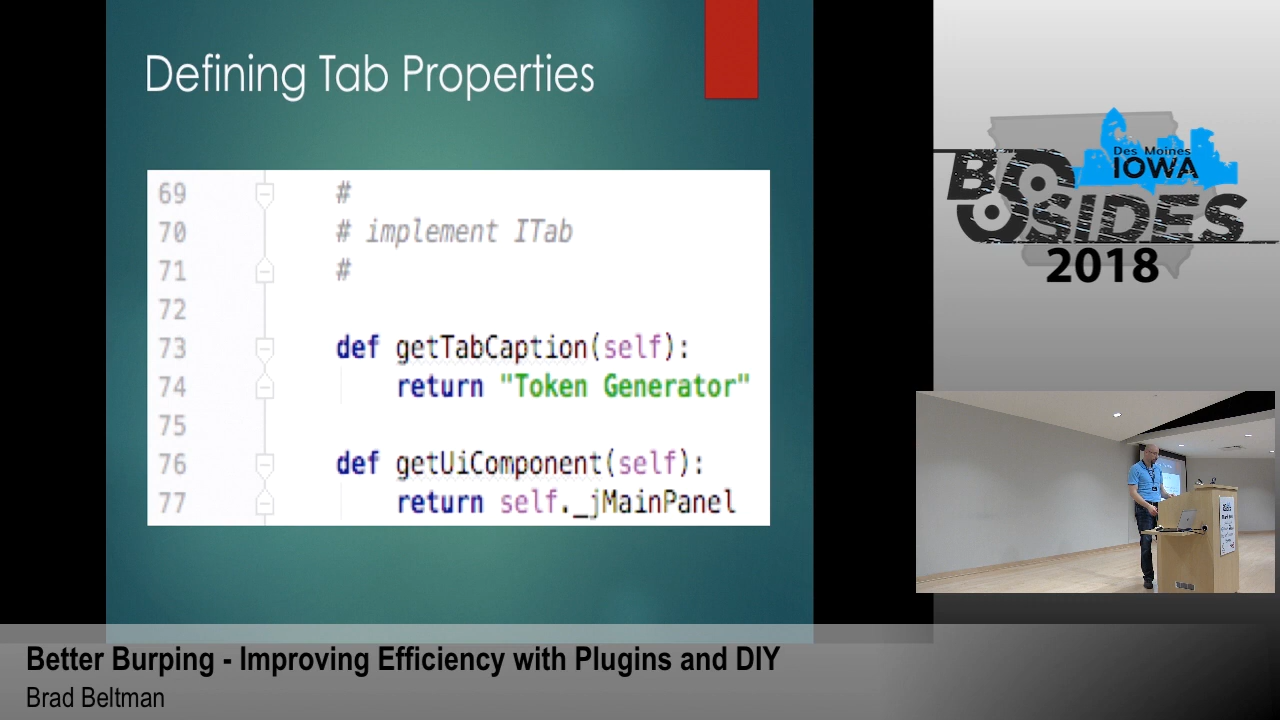 Defining Tab Properties
69 #
70 # implement ITab
71 #
72
73 def getTabCaption(self):
74 return "Token Generator"
75
76 def getUiComponent(self):
77 return self._jMainPanel
Des Moines
IOWA
BSIDES
2018
Better Burping - Improving Efficiency with Plugins and DIY
Brad Beltman